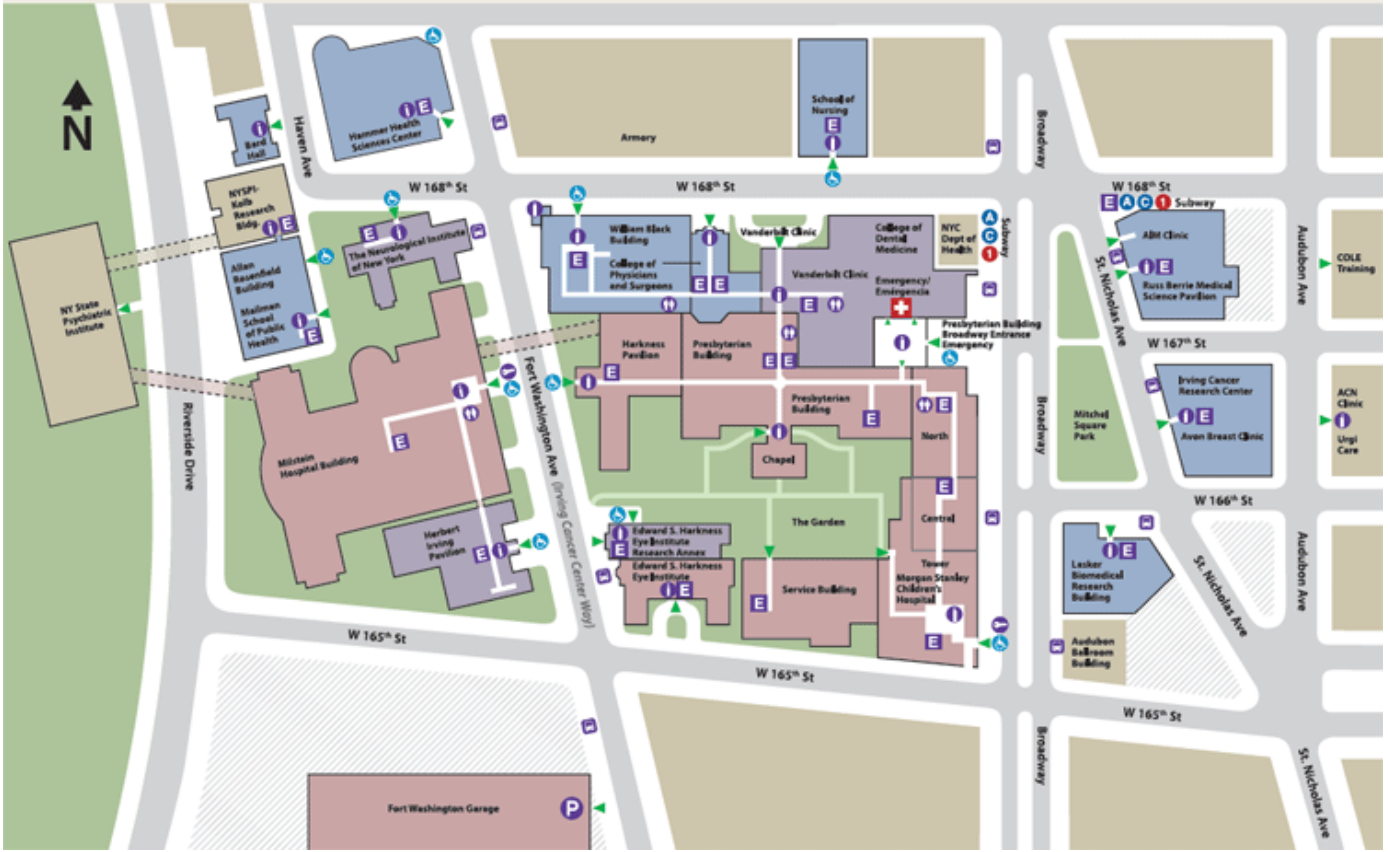 N
Haven Ave
Hammer Health
Sciences Center
i E
Bard
Hall
i
Armory
School of
Nursing
E
i
Broadway
W 168th St
W 168th St
W 168th St
E A C 1 Subway
NYSPI-
Kolb
Research
Bldg.
i E
The Neurological Institute
of New York
E i
Allan
Rosenfield
Building
Mailman
School
of Public
Health
i
E
NY State
Psychiatric
Institute
Riverside Drive
i
William Black
Building
i
E
College of
Physicians
and Surgeons
i
E E
Vanderbilt Clinic
College of
Dental
Medicine
Vanderbilt Clinic
i
E
Emergency/
Emergencia
NYC
Dept of
Health
A
C
1
Subway
i
Presbyterian Building
Broadway Entrance
Emergency
AIM Clinic
i E
Russ Berrie Medical
Science Pavilion
Audubon Ave
COLE
Training
St. Nicholas Ave
W 167th St
Harkness
Pavilion
i E
Presbyterian
Building
E E
Presbyterian
Building
E
E
North
i
Chapel
Fort Washington Ave (Irving Cancer Center Way)
i
i
E
Milstein
Hospital Building
Broadway
Mitchel
Square
Park
Irving Cancer
Research Center
i E
Avon Breast Clinic
ACN
Clinic
i
Urgi
Care
W 166th St
Herbert
Irving
Pavilion
E i
i
E
Edward S. Harkness
Eye Institute
Research Annex
Edward S. Harkness
Eye Institute
i E
The Garden
Service Building
E
E
Central
Tower
Morgan Stanley
Children's
Hospital
i
E
i E
Lasker
Biomedical
Research
Building
Audubon
Ballroom
Building
St. Nicholas Ave
Audubon Ave
W 165th St
W 165th St
W 165th St
Broadway
St. Nicholas Ave
Fort Washington Garage
P